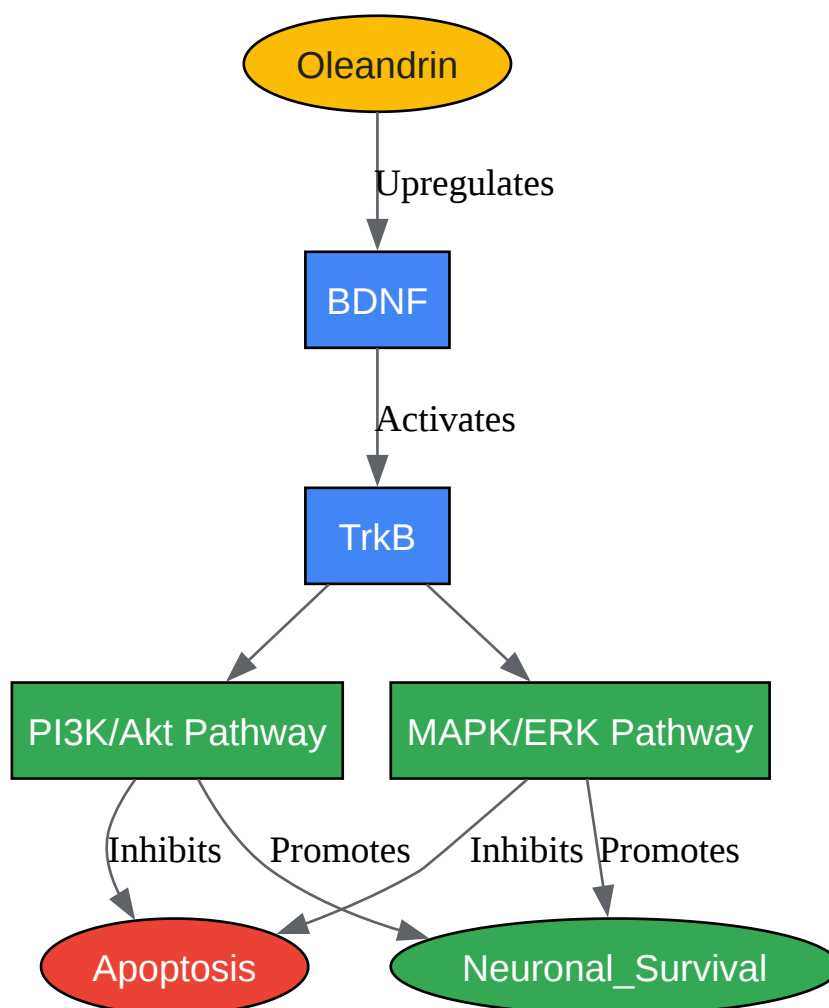 Oleandrin
Upregulates
BDNF
Activates
TrkB
PI3K/Akt Pathway
MAPK/ERK Pathway
Inhibits
Promotes
Inhibits
Promotes
Apoptosis
Neuronal_Survival